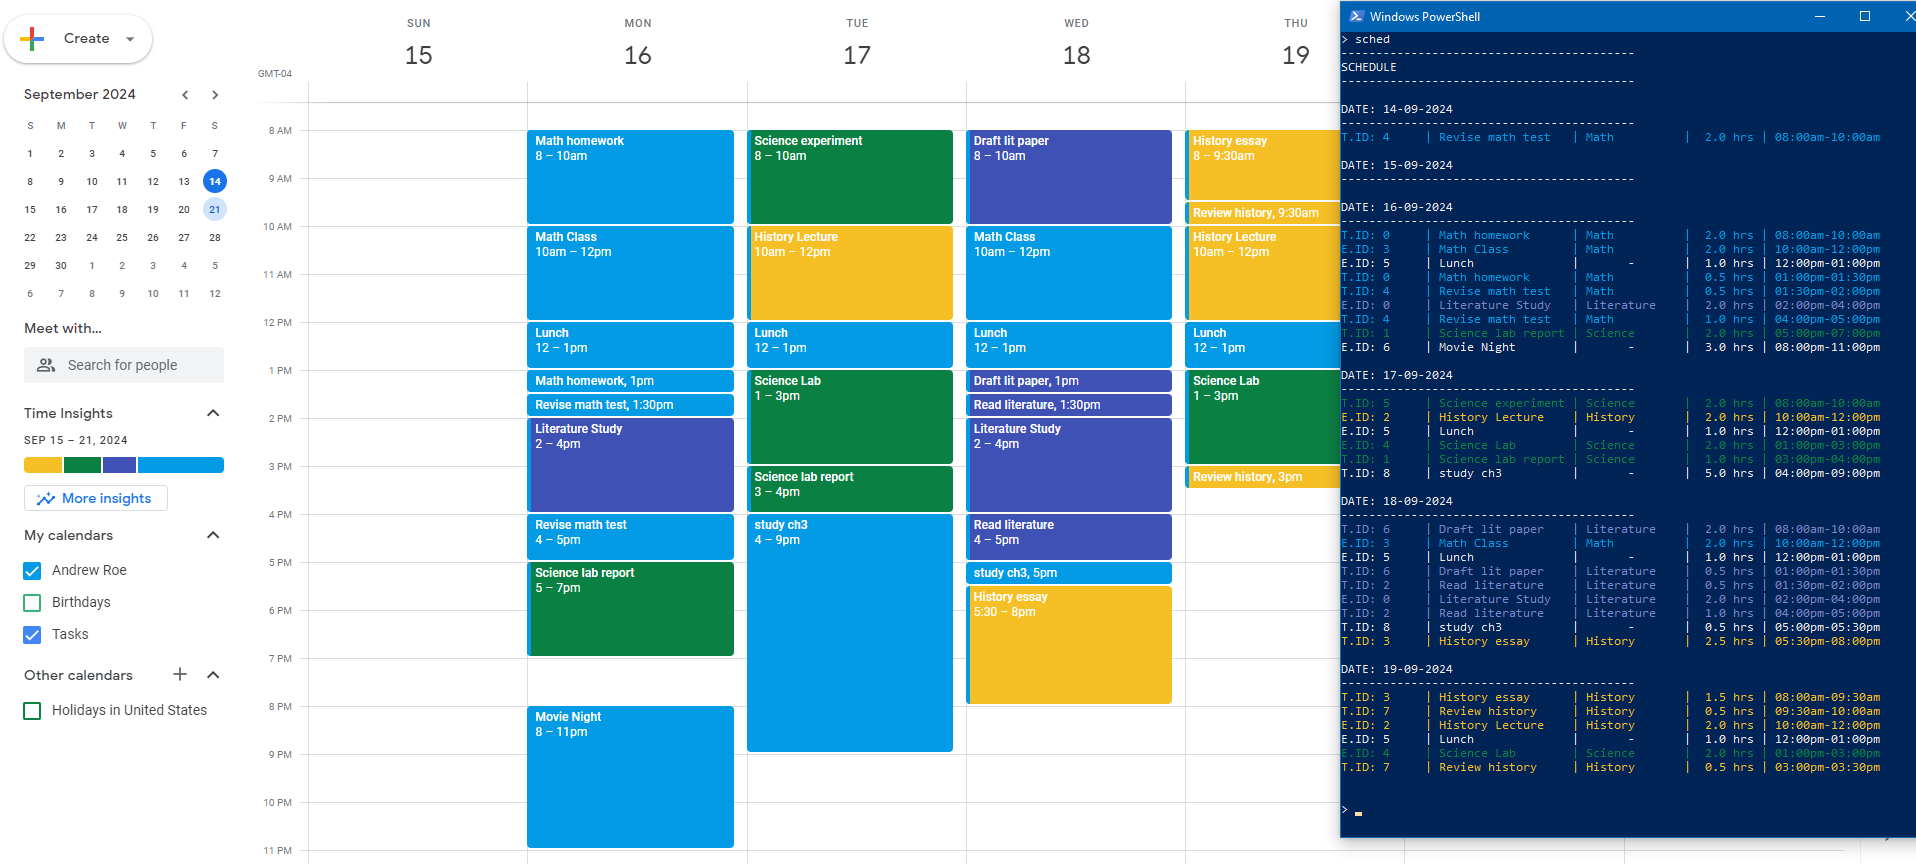 Create
September 2024
S M T W T F S
1 2 3 4 5 6 7
8 9 10 11 12 13 14
15 16 17 18 19 20 21
22 23 24 25 26 27 28
29 30 1 2 3 4 5
6 7 8 9 10 11 12
Meet with...
Search for people
Time Insights
SEP 15 – 21, 2024
More insights
My calendars
Andrew Roe
Birthdays
Tasks
Other calendars
Holidays in United States
GMT-04
SUN MON TUE WED THU
15 16 17 18 19
8 AM
9 AM
10 AM
11 AM
12 PM
1 PM
2 PM
3 PM
4 PM
5 PM
6 PM
7 PM
8 PM
9 PM
10 PM
11 PM
Math homework
8 – 10am
Math Class
10am – 12pm
Lunch
12 – 1pm
Math homework, 1pm
Revise math test, 1:30pm
Literature Study
2 – 4pm
Revise math test
4 – 5pm
Science lab report
5 – 7pm
Movie Night
8 – 11pm
Science experiment
8 – 10am
History Lecture
10am – 12pm
Lunch
12 – 1pm
Science Lab
1 – 3pm
Science lab report
3 – 4pm
study ch3
4 – 9pm
Draft lit paper
8 – 10am
Math Class
10am – 12pm
Lunch
12 – 1pm
Draft lit paper, 1pm
Read literature, 1:30pm
Literature Study
2 – 4pm
Read literature
4 – 5pm
study ch3, 5pm
History essay
5:30 – 8pm
History essay
8 – 9:30am
Review history, 9:30am
History Lecture
10am – 12pm
Lunch
12 – 1pm
Science Lab
1 – 3pm
Review history, 3pm
Windows PowerShell
> sched
------------------------------------------
SCHEDULE
------------------------------------------
DATE: 14-09-2024
------------------------------------------
T.ID: 4 | Revise math test | Math | 2.0 hrs | 08:00am-10:00am
DATE: 15-09-2024
------------------------------------------
DATE: 16-09-2024
------------------------------------------
T.ID: 0 | Math homework | Math | 2.0 hrs | 08:00am-10:00am
E.ID: 3 | Math Class | Math | 2.0 hrs | 10:00am-12:00pm
E.ID: 5 | Lunch | - | 1.0 hrs | 12:00pm-01:00pm
T.ID: 0 | Math homework | Math | 0.5 hrs | 01:00pm-01:30pm
T.ID: 4 | Revise math test | Math | 0.5 hrs | 01:30pm-02:00pm
E.ID: 0 | Literature Study | Literature | 2.0 hrs | 02:00pm-04:00pm
T.ID: 4 | Revise math test | Math | 1.0 hrs | 04:00pm-05:00pm
T.ID: 1 | Science lab report | Science | 2.0 hrs | 05:00pm-07:00pm
E.ID: 6 | Movie Night | - | 3.0 hrs | 08:00pm-11:00pm
DATE: 17-09-2024
------------------------------------------
T.ID: 5 | Science experiment | Science | 2.0 hrs | 08:00am-10:00am
E.ID: 2 | History Lecture | History | 2.0 hrs | 10:00am-12:00pm
E.ID: 5 | Lunch | - | 1.0 hrs | 12:00pm-01:00pm
E.ID: 4 | Science Lab | Science | 2.0 hrs | 01:00pm-03:00pm
T.ID: 1 | Science lab report | Science | 1.0 hrs | 03:00pm-04:00pm
T.ID: 8 | study ch3 | - | 5.0 hrs | 04:00pm-09:00pm
DATE: 18-09-2024
------------------------------------------
T.ID: 6 | Draft lit paper | Literature | 2.0 hrs | 08:00am-10:00am
E.ID: 3 | Math Class | Math | 2.0 hrs | 10:00am-12:00pm
E.ID: 5 | Lunch | - | 1.0 hrs | 12:00pm-01:00pm
T.ID: 6 | Draft lit paper | Literature | 0.5 hrs | 01:00pm-01:30pm
T.ID: 2 | Read literature | Literature | 0.5 hrs | 01:30pm-02:00pm
E.ID: 0 | Literature Study | Literature | 2.0 hrs | 02:00pm-04:00pm
T.ID: 2 | Read literature | Literature | 1.0 hrs | 04:00pm-05:00pm
T.ID: 8 | study ch3 | - | 0.5 hrs | 05:00pm-05:30pm
T.ID: 3 | History essay | History | 2.5 hrs | 05:30pm-08:00pm
DATE: 19-09-2024
------------------------------------------
T.ID: 3 | History essay | History | 1.5 hrs | 08:00am-09:30am
T.ID: 7 | Review history | History | 0.5 hrs | 09:30am-10:00am
E.ID: 2 | History Lecture | History | 2.0 hrs | 10:00am-12:00pm
E.ID: 5 | Lunch | - | 1.0 hrs | 12:00pm-01:00pm
E.ID: 4 | Science Lab | Science | 2.0 hrs | 01:00pm-03:00pm
T.ID: 7 | Review history | History | 0.5 hrs | 03:00pm-03:30pm
>